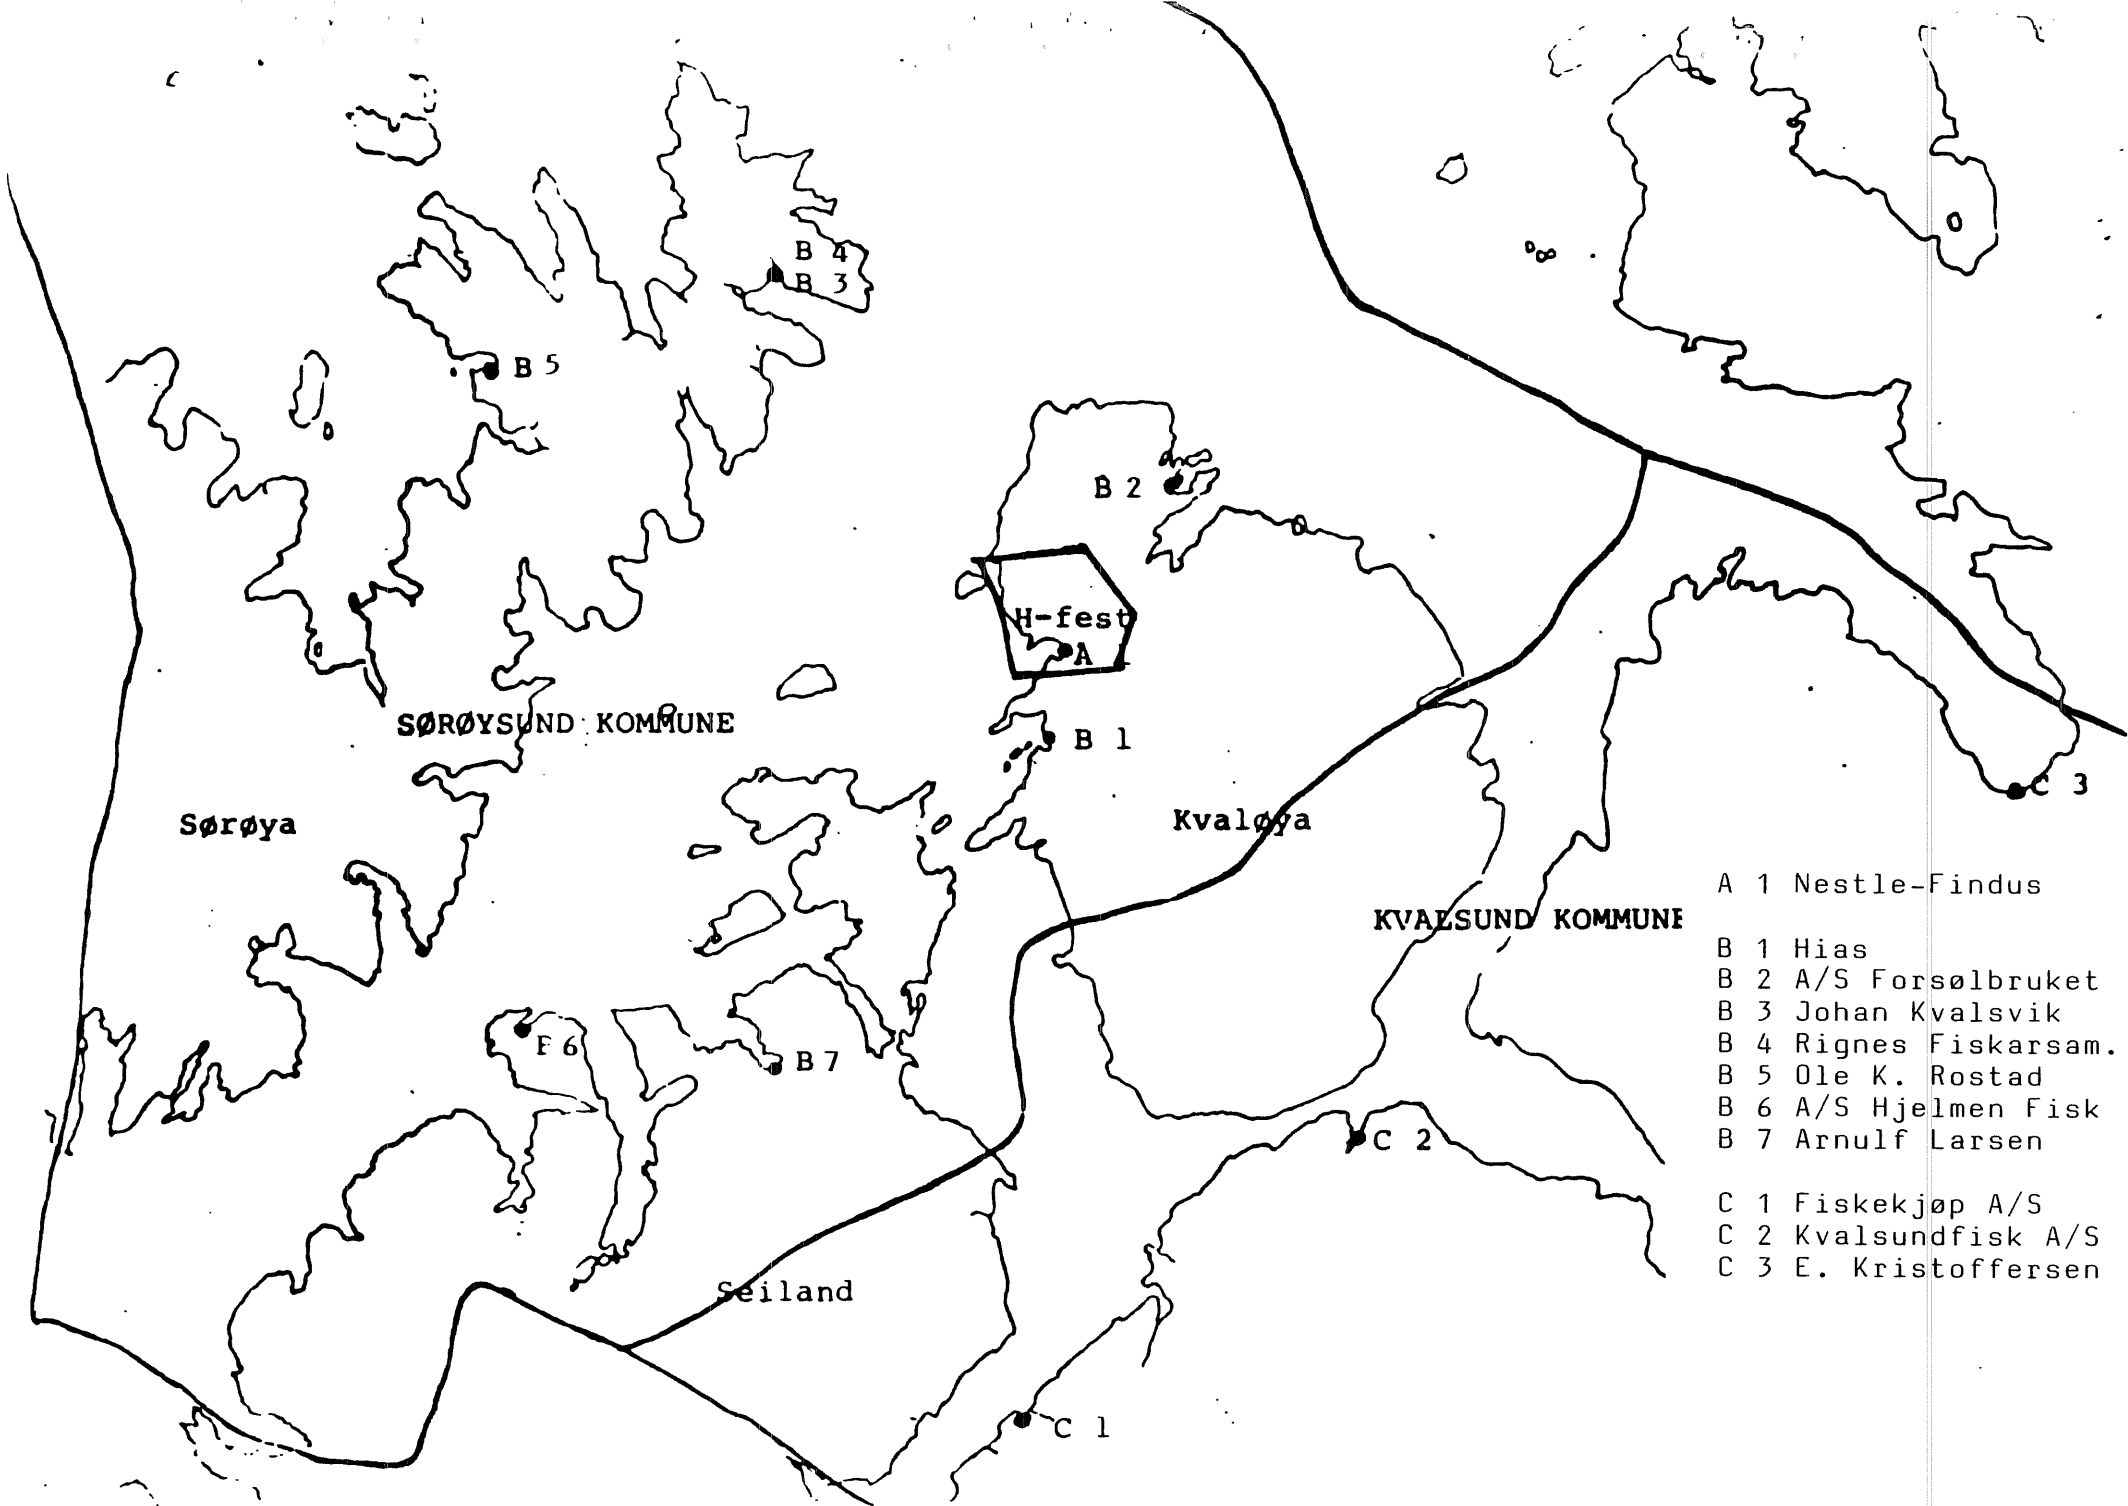 B 4
B 3
B 5
B 2
H-fest
A 1
SØRØYSUND KOMMUNE
B 1
C 3
Sørøya
Kvaløya
KVALSUND KOMMUNE
B 6
B 7
C 2
Seiland
C 1
A 1 Nestle-Findus
B 1 Hias
B 2 A/S Forsølbruket
B 3 Johan Kvalsvik
B 4 Rignes Fiskarsam.
B 5 Ole K. Rostad
B 6 A/S Hjelmen Fisk
B 7 Arnulf Larsen
C 1 Fiskekjøp A/S
C 2 Kvalsundfisk A/S
C 3 E. Kristoffersen